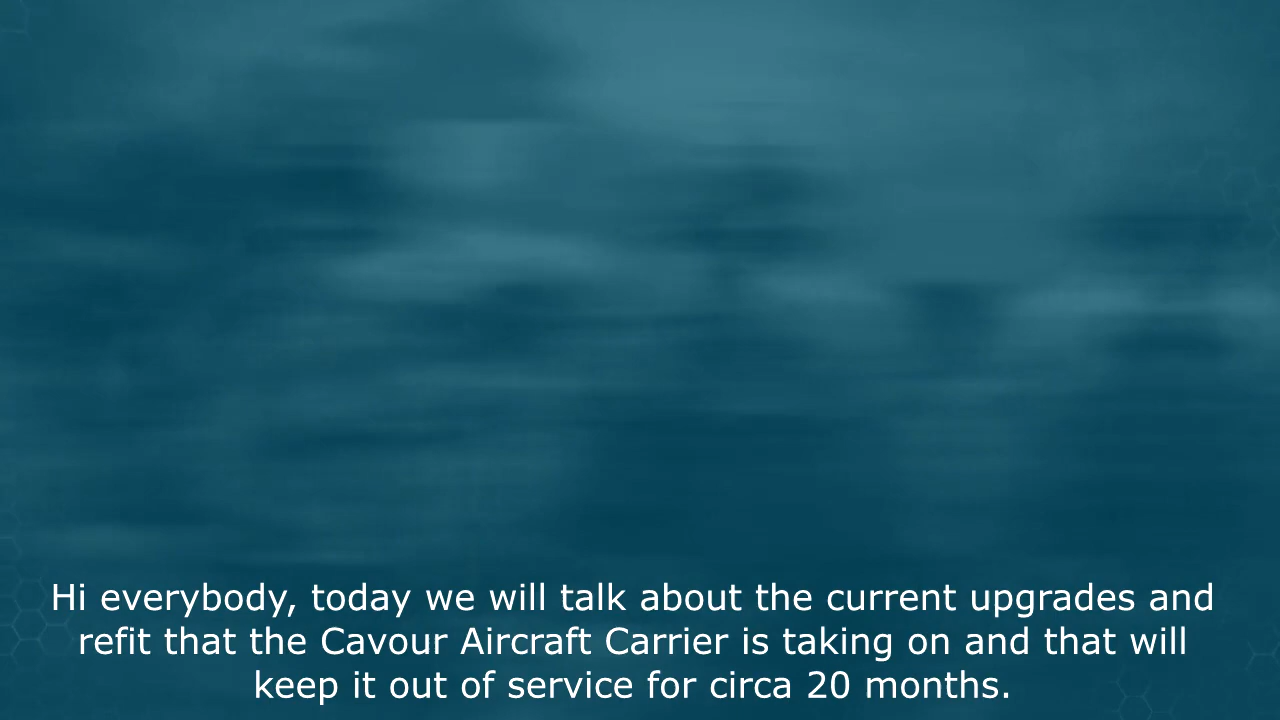 Hi everybody, today we will talk about the current upgrades and
refit that the Cavour Aircraft Carrier is taking on and that will
keep it out of service for circa 20 months.